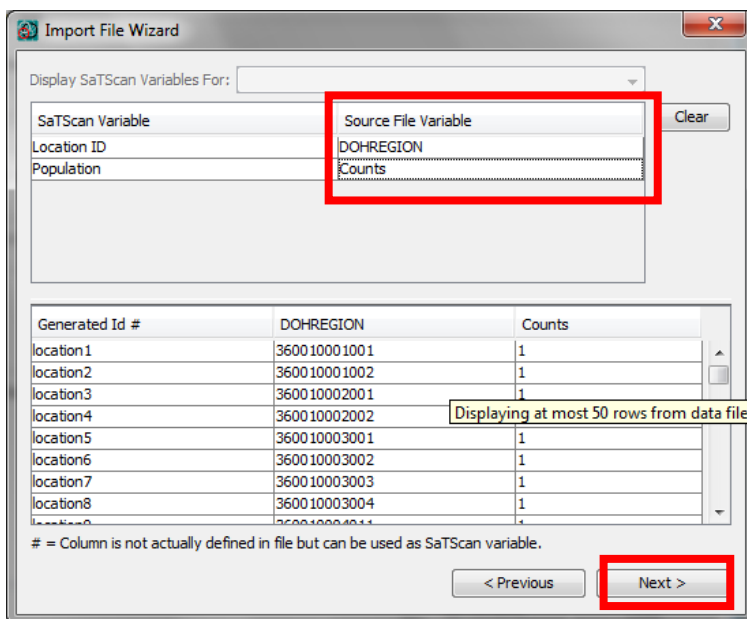 Import File Wizard
Display SaTScan Variables For:
SaTScan Variable Source File Variable Clear
Location ID DOHREGION
Population Counts
Generated Id # DOHREGION Counts
location1 360010001001 1
location2 360010001002 1
location3 360010002001 1
location4 360010002002
Displaying at most 50 rows from data file
location5 360010003001 1
location6 360010003002 1
location7 360010003003 1
location8 360010003004 1
# = Column is not actually defined in file but can be used as SaTScan variable.
< Previous Next >